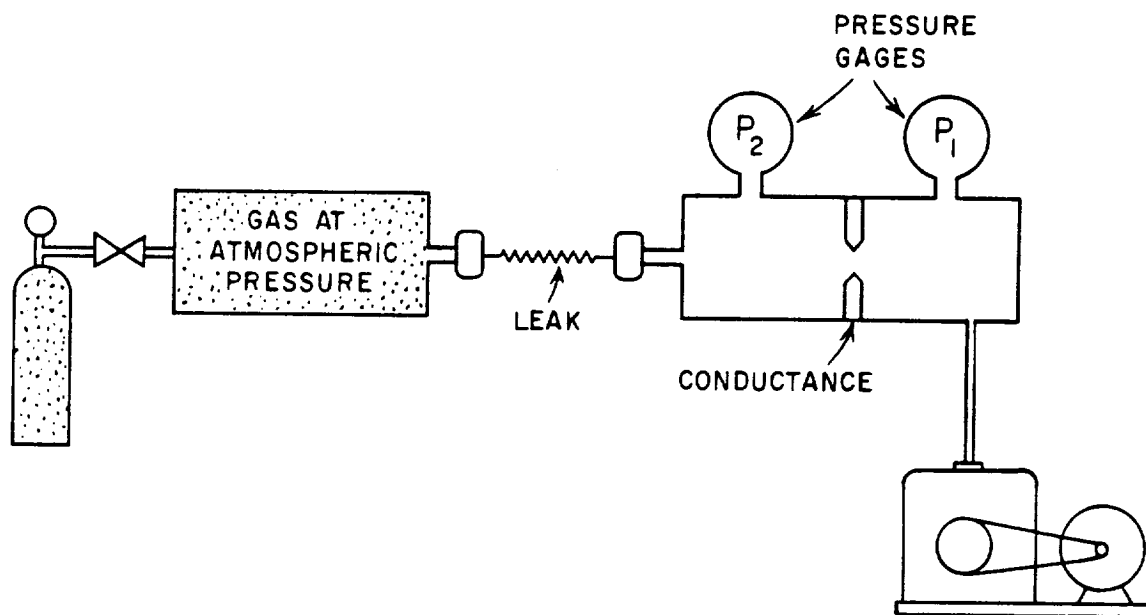 PRESSURE
GAGES
P2
P1
GAS AT
ATMOSPHERIC
PRESSURE
LEAK
CONDUCTANCE